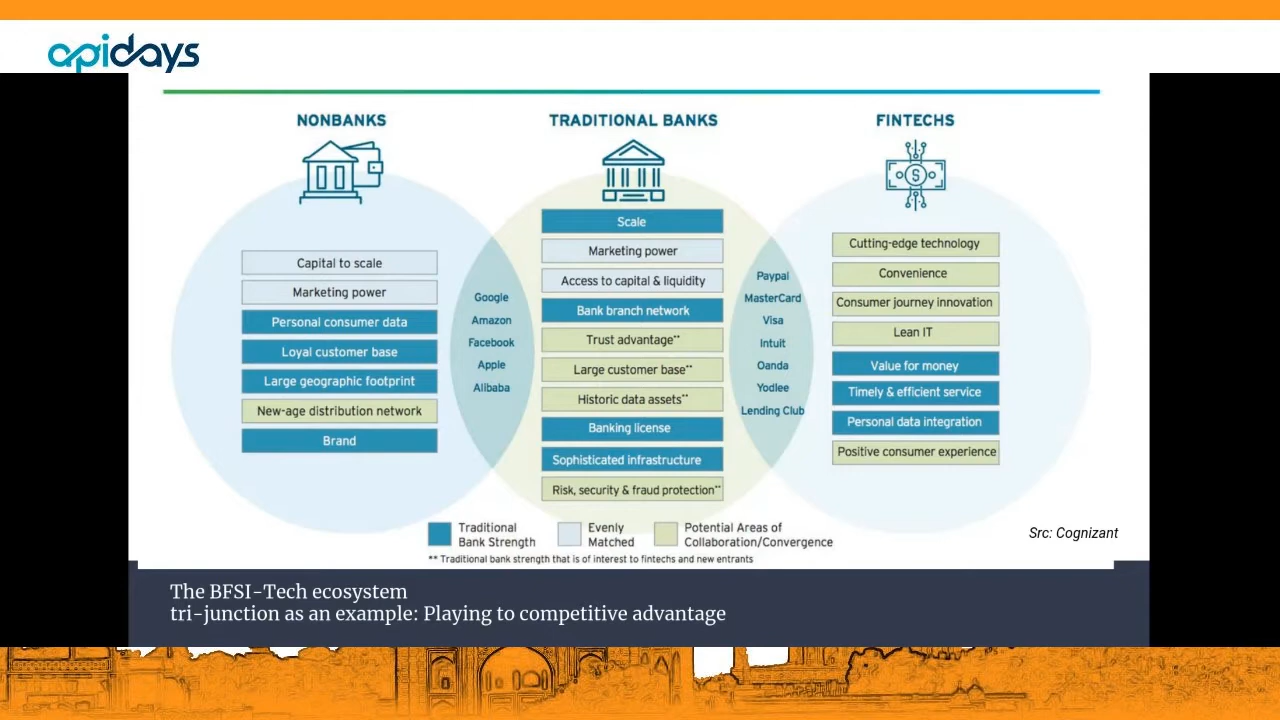 apidays
NONBANKS
TRADITIONAL BANKS
FINTECHS
Capital to scale
Marketing power
Personal consumer data
Loyal customer base
Large geographic footprint
New-age distribution network
Brand
Google
Amazon
Facebook
Apple
Alibaba
Scale
Marketing power
Access to capital & liquidity
Bank branch network
Trust advantage**
Large customer base**
Historic data assets**
Banking license
Sophisticated infrastructure
Risk, security & fraud protection**
Paypal
MasterCard
Visa
Intuit
Oanda
Yodlee
Lending Club
Cutting-edge technology
Convenience
Consumer journey innovation
Lean IT
Value for money
Timely & efficient service
Personal data integration
Positive consumer experience
Traditional
Bank Strength
Evenly
Matched
Potential Areas of
Collaboration/Convergence
** Traditional bank strength that is of interest to fintechs and new entrants
Src: Cognizant
The BFSI-Tech ecosystem
tri-junction as an example: Playing to competitive advantage